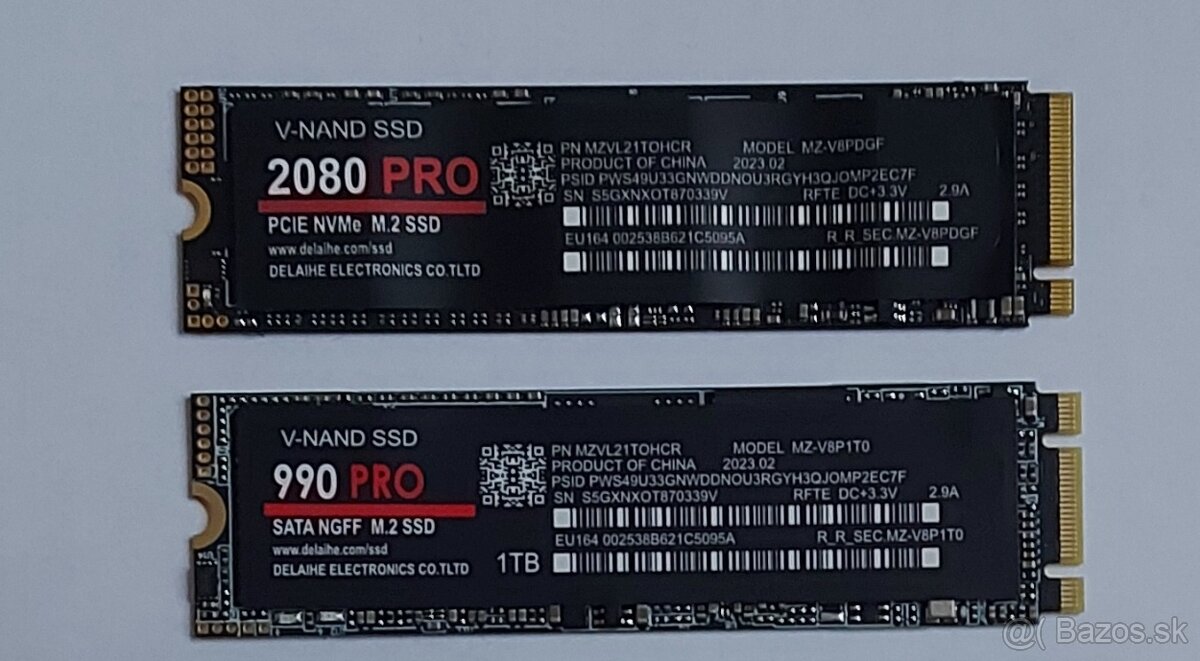 V-NAND SSD
2080 PRO
PCIE NVMe M.2 SSD
www.delaihe.com/ssd
DELAIHE ELECTRONICS CO.TLTD
PN MZVL21TOHCR MODEL MZ-V8PDGF
PRODUCT OF CHINA 2023.02
PSID PWS49U33GNWDDNOU3RGYH3QJOMP2EC7F
SN S5GXNXOT870339V RFTE DC+3.3V 2.9A
EU164 002538B621C5095A R_R_SEC.MZ-V8PDGF
V-NAND SSD
990 PRO
SATA NGFF M.2 SSD
www.delaihe.com/ssd
DELAIHE ELECTRONICS CO.TLTD
1TB
PN MZVL21TOHCR MODEL MZ-V8P1T0
PRODUCT OF CHINA 2023.02
PSID PWS49U33GNWDDNOU3RGYH3QJOMP2EC7F
SN S5GXNXOT870339V RFTE DC+3.3V 2.9A
EU164 002538B621C5095A R_R_SEC.MZ-V8P1T0
@( Bazos.sk